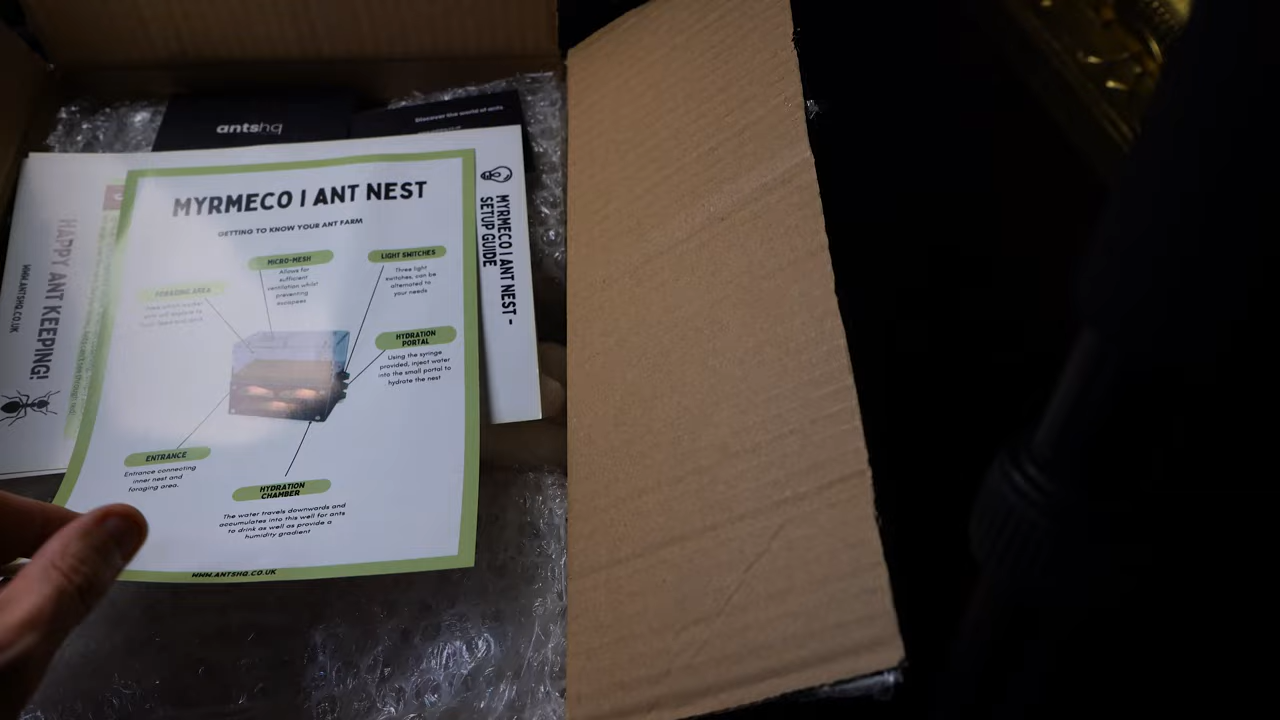 antshq
Discover the world of ants
MYRMECO | ANT NEST
GETTING TO KNOW YOUR ANT FARM
MICRO-MESH
Allows for
sufficient
ventilation whilst
preventing
escapees
LIGHT SWITCHES
Three light
switches, can be
alternated to
your needs
FORAGING AREA
HYDRATION
PORTAL
Using the syringe
provided, inject water
into the small portal to
hydrate the nest
ENTRANCE
Entrance connecting
inner nest and
foraging area.
HYDRATION
CHAMBER
The water travels downwards and
accumulates into this well for ants
to drink as well as provide a
humidity gradient
WWW.ANTSHQ.CO.UK
MYRMECO | ANT NEST -
SETUP GUIDE
HAPPY ANT KEEPING!
WWW.ANTSHQ.CO.UK
HAPPY ANT KEEPING!